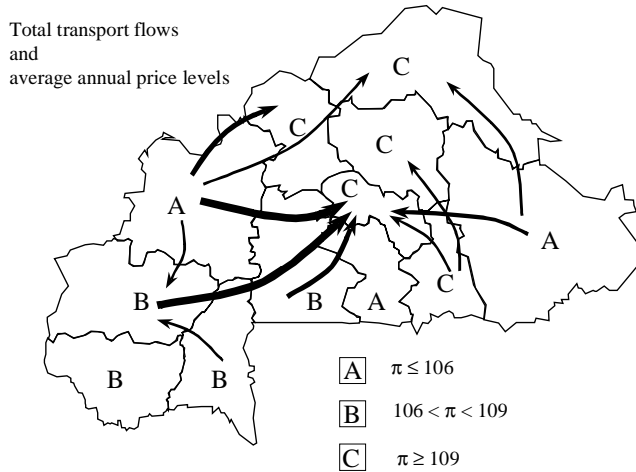 Total transport flows
and
average annual price levels
C
C
C
C
A
A
B
B
A
C
B
B
A π ≤ 106
B 106 < π < 109
C π ≥ 109